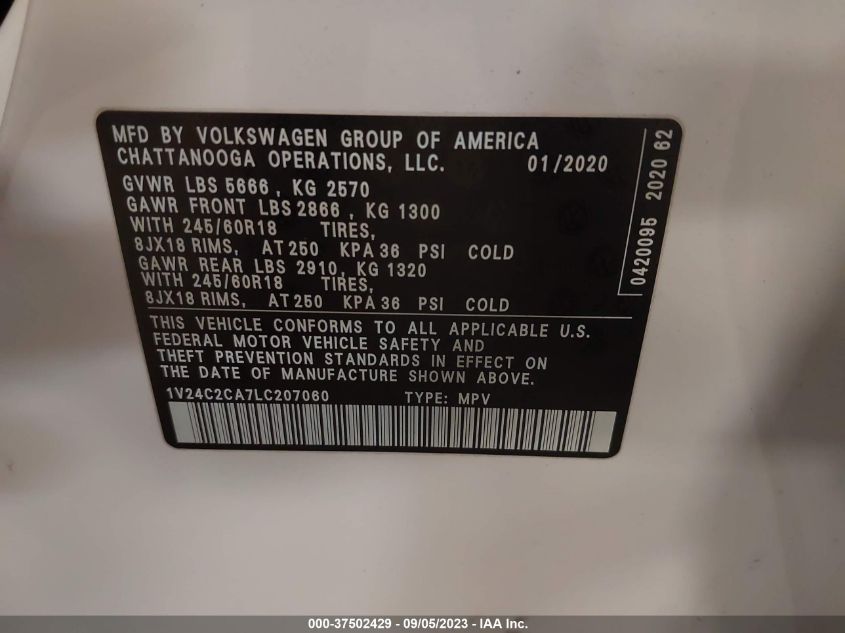 MFD BY VOLKSWAGEN GROUP OF AMERICA
CHATTANOOGA OPERATIONS, LLC. 01/2020
GVWR LBS 5666, KG 2570
GAWR FRONT LBS 2866, KG 1300
WITH 245/60R18 TIRES,
8JX18 RIMS, AT 250 KPA 36 PSI COLD
GAWR REAR LBS 2910, KG 1320
WITH 245/60R18 TIRES,
8JX18 RIMS, AT 250 KPA 36 PSI COLD
THIS VEHICLE CONFORMS TO ALL APPLICABLE U.S.
FEDERAL MOTOR VEHICLE SAFETY AND
THEFT PREVENTION STANDARDS IN EFFECT ON
THE DATE OF MANUFACTURE SHOWN ABOVE.
1V24C2CA7LC207060 TYPE: MPV
0420095 2020 62
000-37502429 - 09/05/2023 - IAA Inc.